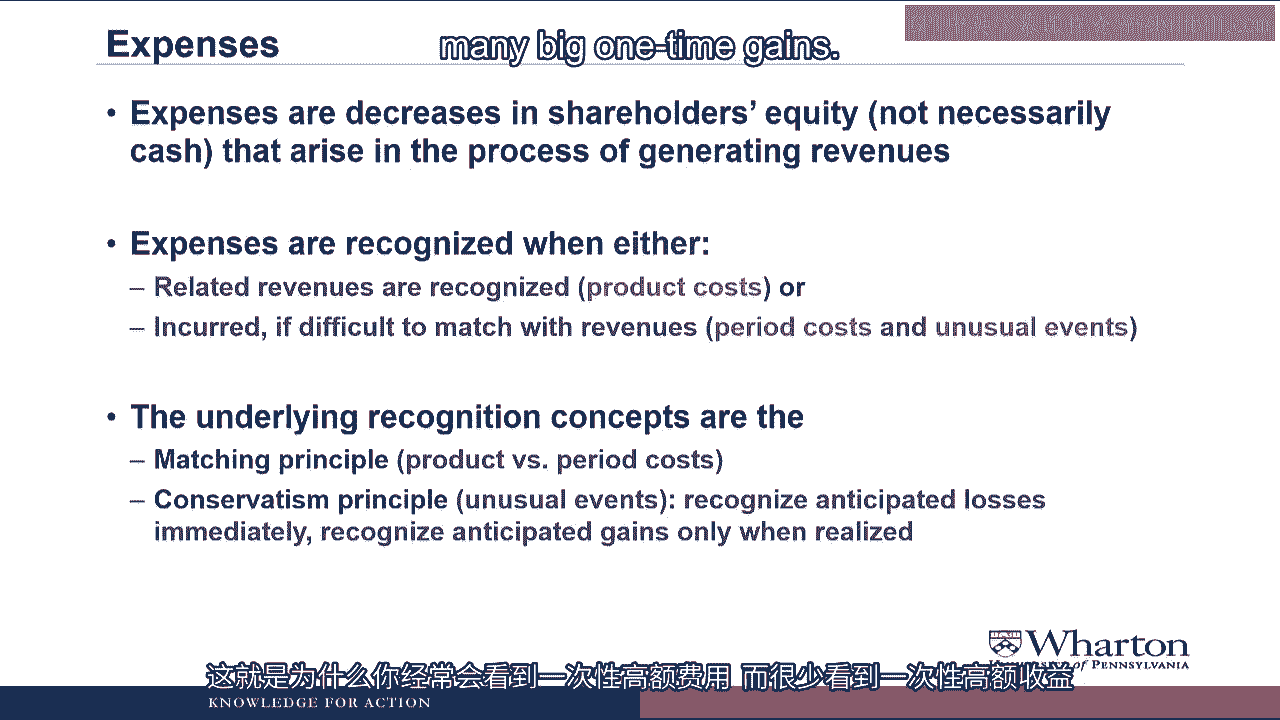 Expenses
many big one-time gains.
• Expenses are decreases in shareholders’ equity (not necessarily
cash) that arise in the process of generating revenues
• Expenses are recognized when either:
– Related revenues are recognized (product costs) or
– Incurred, if difficult to match with revenues (period costs and unusual events)
• The underlying recognition concepts are the
– Matching principle (product vs. period costs)
– Conservatism principle (unusual events): recognize anticipated losses
immediately, recognize anticipated gains only when realized
Wharton
of PENNSYLVANIA
这就是为什么你经常会看到一次性高额费用 而很少看到一次性高额收益
KNOWLEDGE FOR ACTION